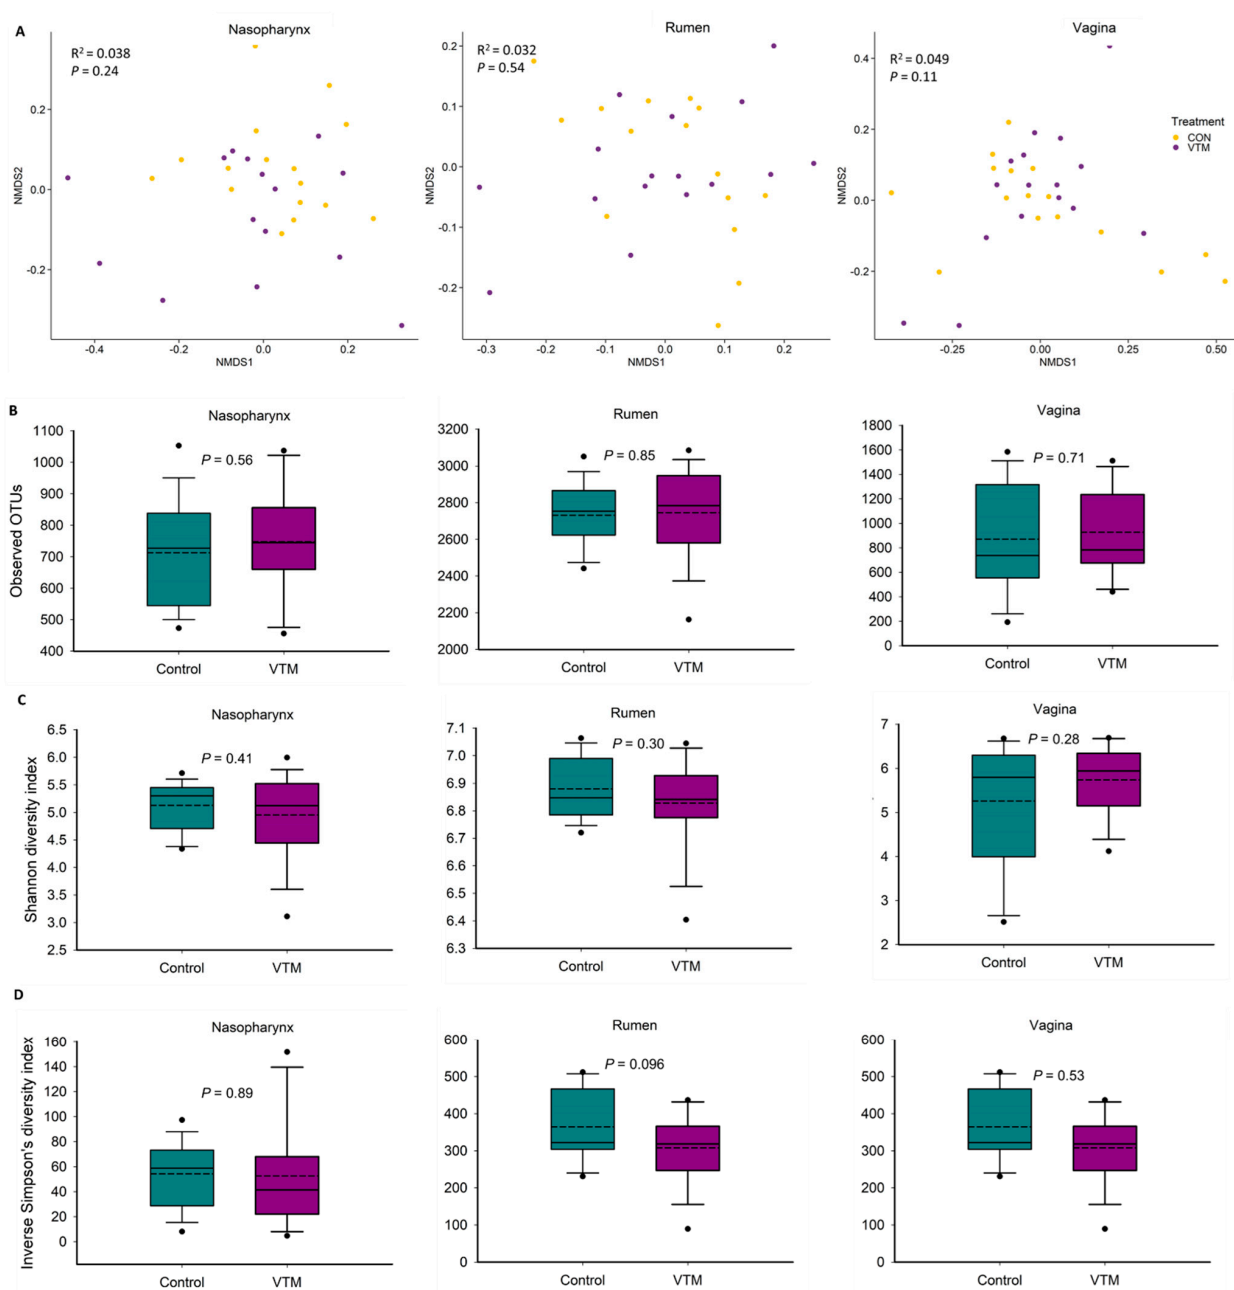 A
Nasopharynx
R² = 0.038
P = 0.24
NMDS2
0.2
0.0
-0.2
-0.4
-0.2
0.0
0.2
NMDS1
Rumen
R² = 0.032
P = 0.54
NMDS2
0.2
0.1
0.0
-0.1
-0.2
-0.3
-0.2
-0.1
0.0
0.1
0.2
NMDS1
Vagina
R² = 0.049
P = 0.11
NMDS2
0.4
0.2
0.0
-0.2
-0.25
0.00
0.25
0.50
NMDS1
Treatment
CON
VTM
B
Nasopharynx
P = 0.56
Observed OTUs
1100
1000
900
800
700
600
500
400
Control
VTM
Rumen
P = 0.85
3200
3000
2800
2600
2400
2200
2000
Control
VTM
Vagina
P = 0.71
1800
1600
1400
1200
1000
800
600
400
200
0
Control
VTM
C
Nasopharynx
P = 0.41
Shannon diversity index
6.5
6.0
5.5
5.0
4.5
4.0
3.5
3.0
2.5
Control
VTM
Rumen
P = 0.30
7.1
7.0
6.9
6.8
6.7
6.6
6.5
6.4
6.3
Control
VTM
Vagina
P = 0.28
7
6
5
4
3
2
Control
VTM
D
Nasopharynx
P = 0.89
Inverse Simpson's diversity index
160
140
120
100
80
60
40
20
0
Control
VTM
Rumen
P = 0.096
600
500
400
300
200
100
0
Control
VTM
Vagina
P = 0.53
600
500
400
300
200
100
0
Control
VTM